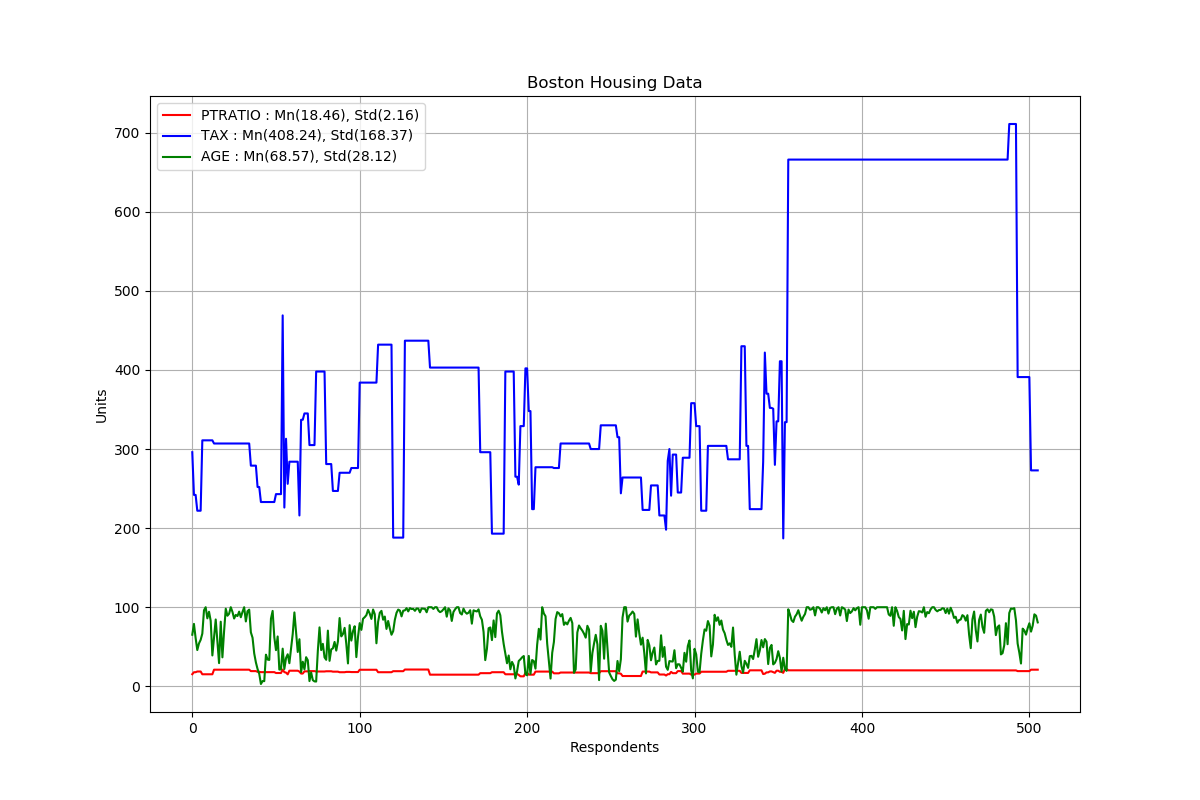 Boston Housing Data
PTRATIO : Mn(18.46), Std(2.16)
TAX : Mn(408.24), Std(168.37)
AGE : Mn(68.57), Std(28.12)
700
600
500
400
300
200
100
0
Units
0 100 200 300 400 500
Respondents